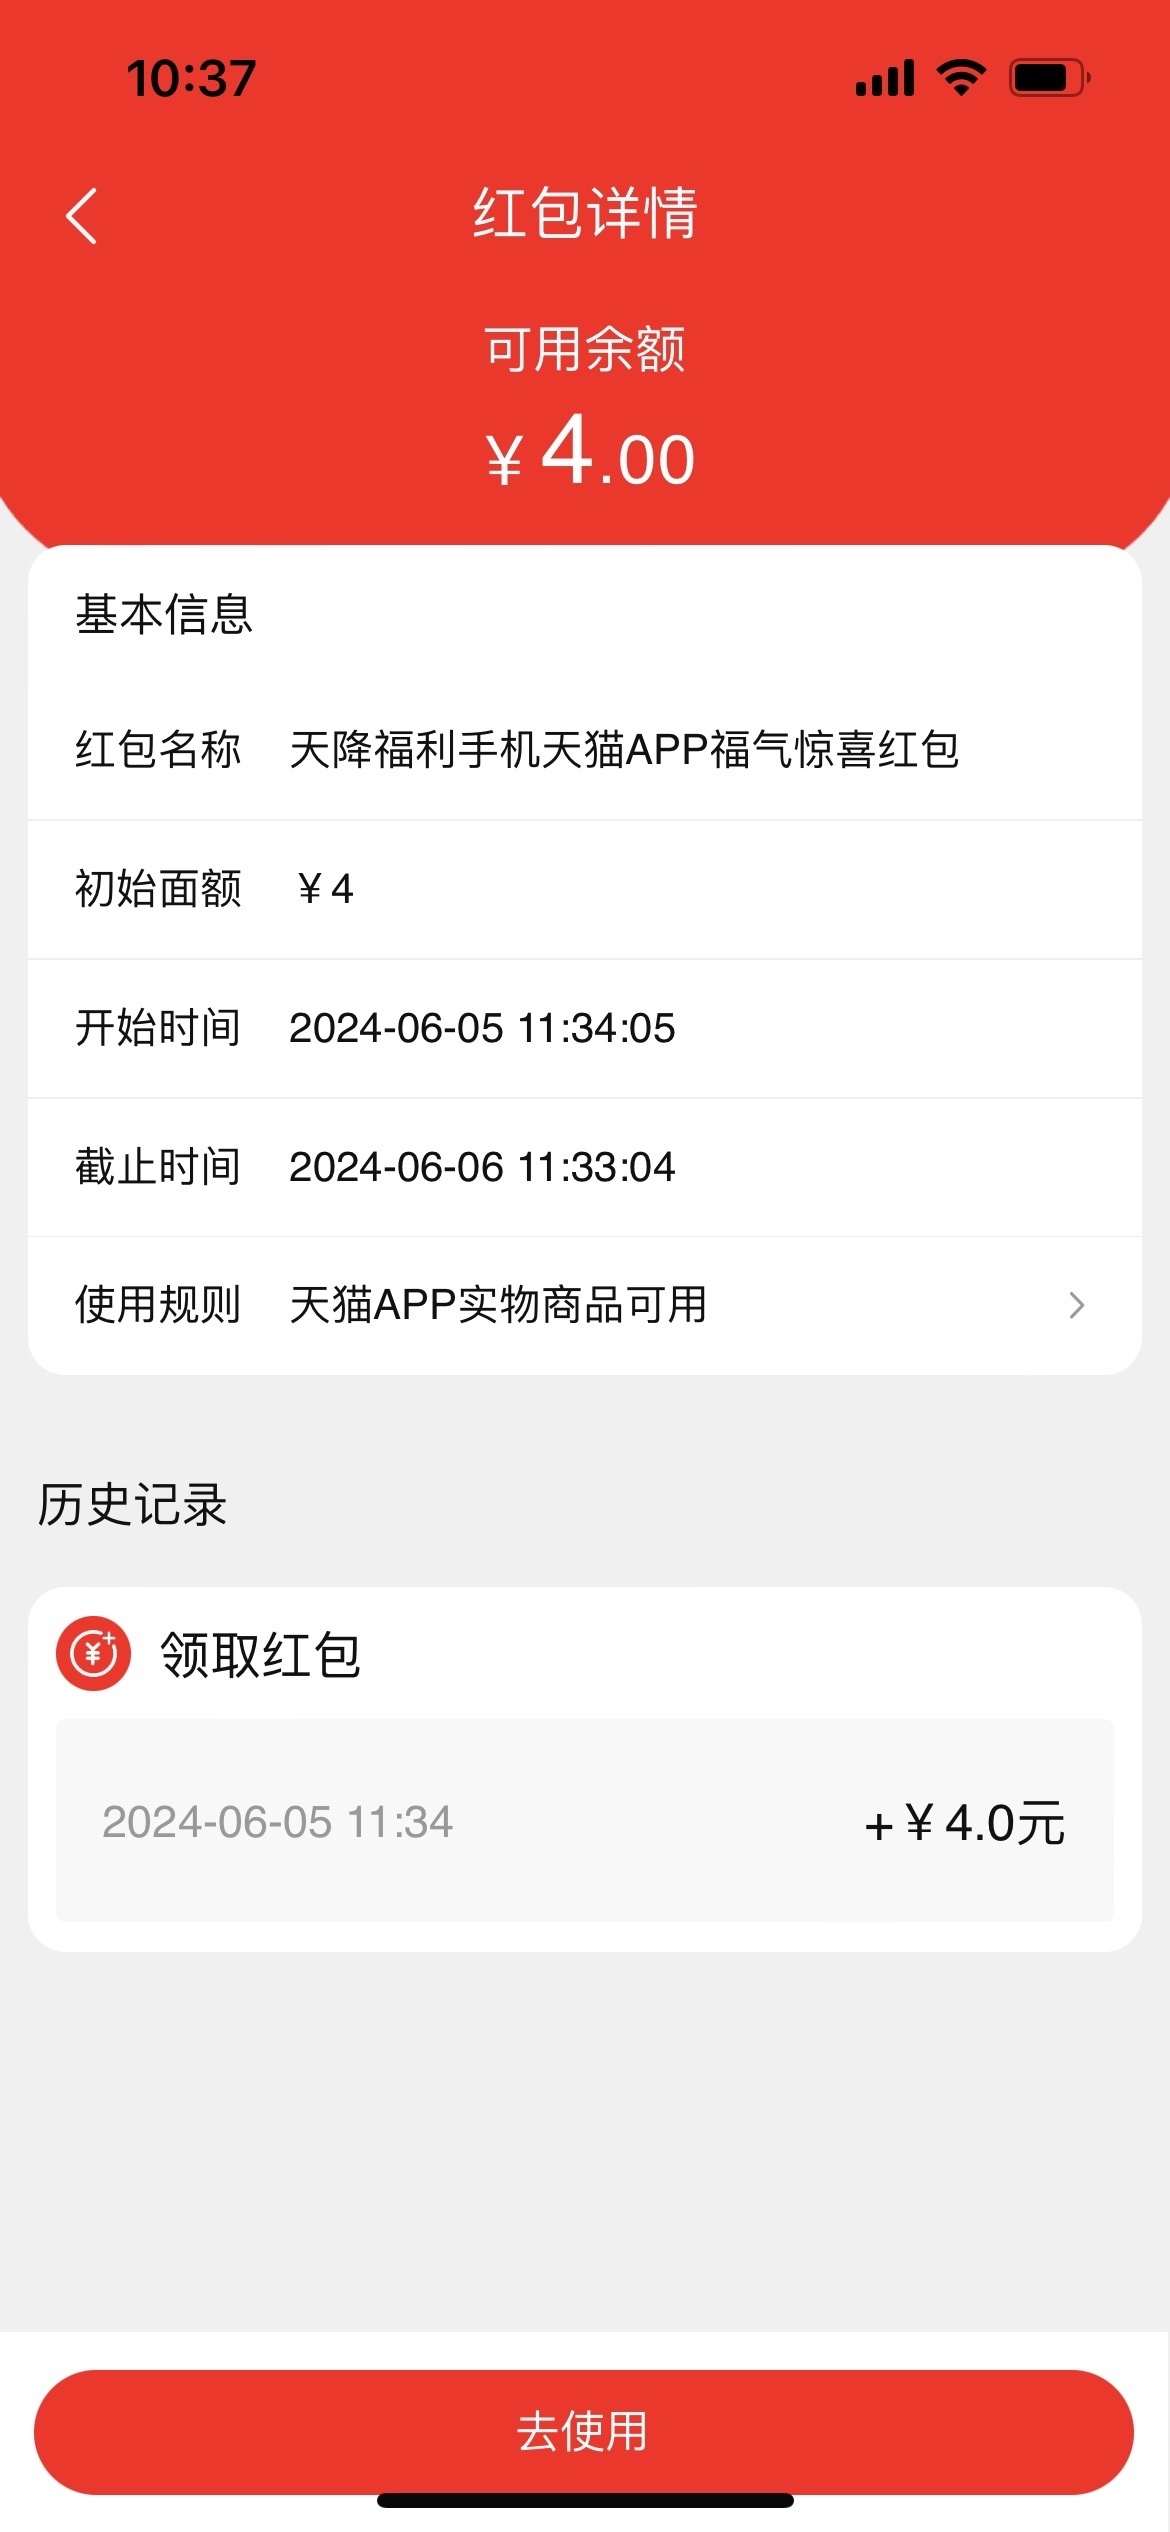 10:37
红包详情
可用余额
¥4.00
基本信息
红包名称 天降福利手机天猫APP福气惊喜红包
初始面额 ¥4
开始时间 2024-06-05 11:34:05
截止时间 2024-06-06 11:33:04
使用规则 天猫APP实物商品可用
历史记录
领取红包
2024-06-05 11:34 +¥4.0元
去使用